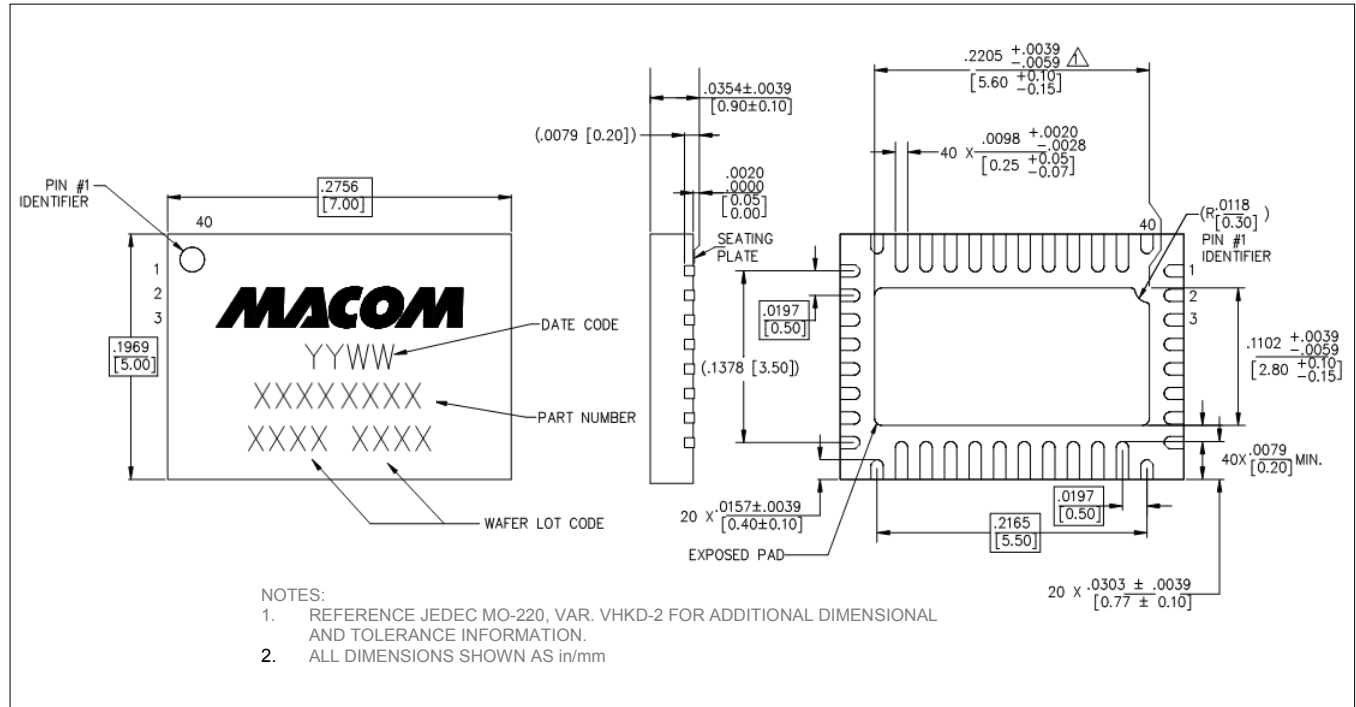 PIN #1
IDENTIFIER
.2756
[7.00]
40
1
2
3
.1969
[5.00]
MACOM
YYWW
XXXXXXXX
XXXX XXXX
DATE CODE
PART NUMBER
WAFER LOT CODE
.0354±.0039
[0.90±0.10]
(.0079 [0.20])
.0020
.0000
[0.05
0.00]
SEATING
PLATE
.0197
[0.50]
(.1378 [3.50])
20 X .0157±.0039
[0.40±0.10]
EXPOSED PAD
.2205 +.0039
-.0059 1
[5.60 +0.10
-0.15]
40 X .0098 +.0020
-.0028
[0.25 +0.05
-0.07]
(R.0118
[0.30] )
40
PIN #1
IDENTIFIER
1
2
3
.1102 +.0039
-.0059
[2.80 +0.10
-0.15]
40X .0079
[0.20] MIN.
.0197
[0.50]
.2165
[5.50]
20 X .0303 ± .0039
[0.77 ± 0.10]
NOTES:
1. REFERENCE JEDEC MO-220, VAR. VHKD-2 FOR ADDITIONAL DIMENSIONAL
AND TOLERANCE INFORMATION.
2. ALL DIMENSIONS SHOWN AS in/mm